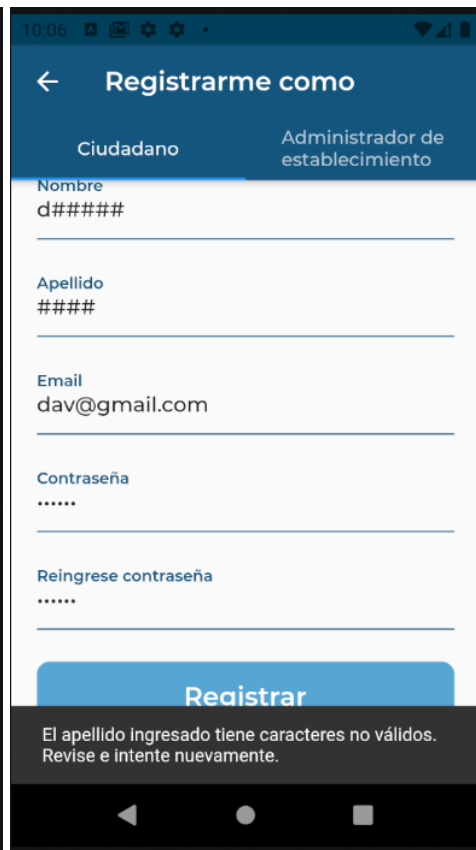 10:06
Registrarme como
Ciudadano
Administrador de
establecimiento
Nombre
d#####
Apellido
####
Email
dav@gmail.com
Contraseña
••••••
Reingrese contraseña
••••••
Registrar
El apellido ingresado tiene caracteres no válidos.
Revise e intente nuevamente.